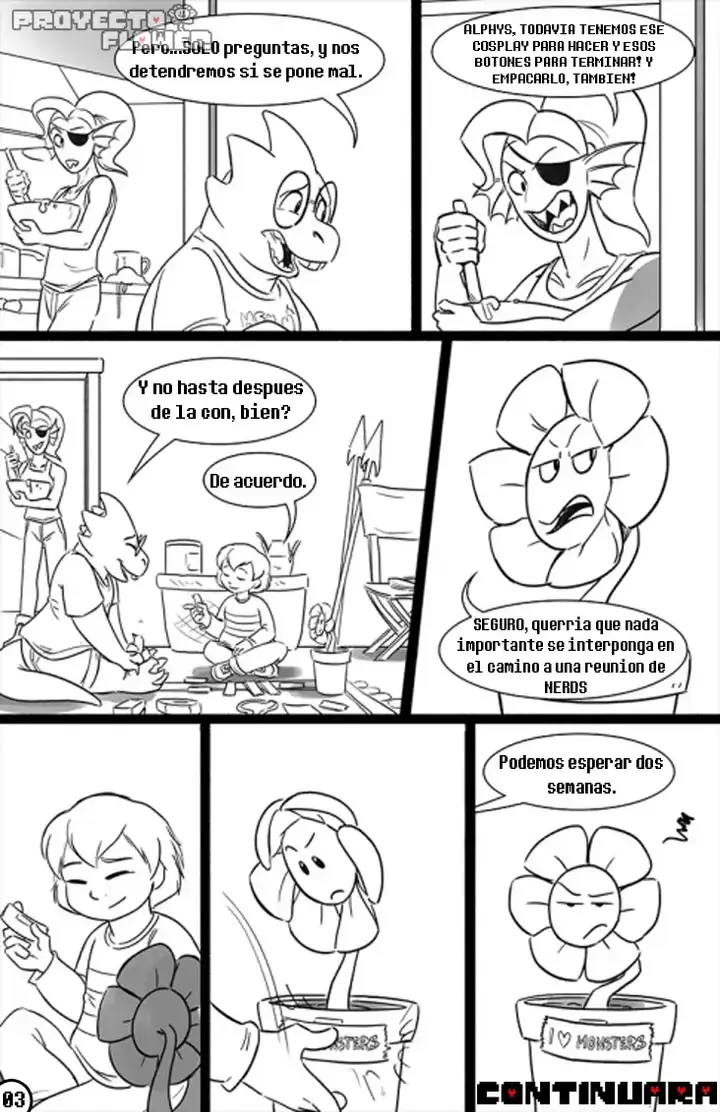 PROYECTO
FLOWER
Pero...SOLO preguntas, y nos
detendremos si se pone mal.
ALPHYS, TODAVIA TENEMOS ESE
COSPLAY PARA HACER Y ESOS
BOTONES PARA TERMINAR! Y
EMPACARLO, TAMBIEN!
Y no hasta despues
de la con, bien?
De acuerdo.
SEGURO, querria que nada
importante se interponga en
el camino a una reunion de
NERDS
Podemos esperar dos
semanas.
STERS
I ♡ MONSTERS
03
CONTINUARA